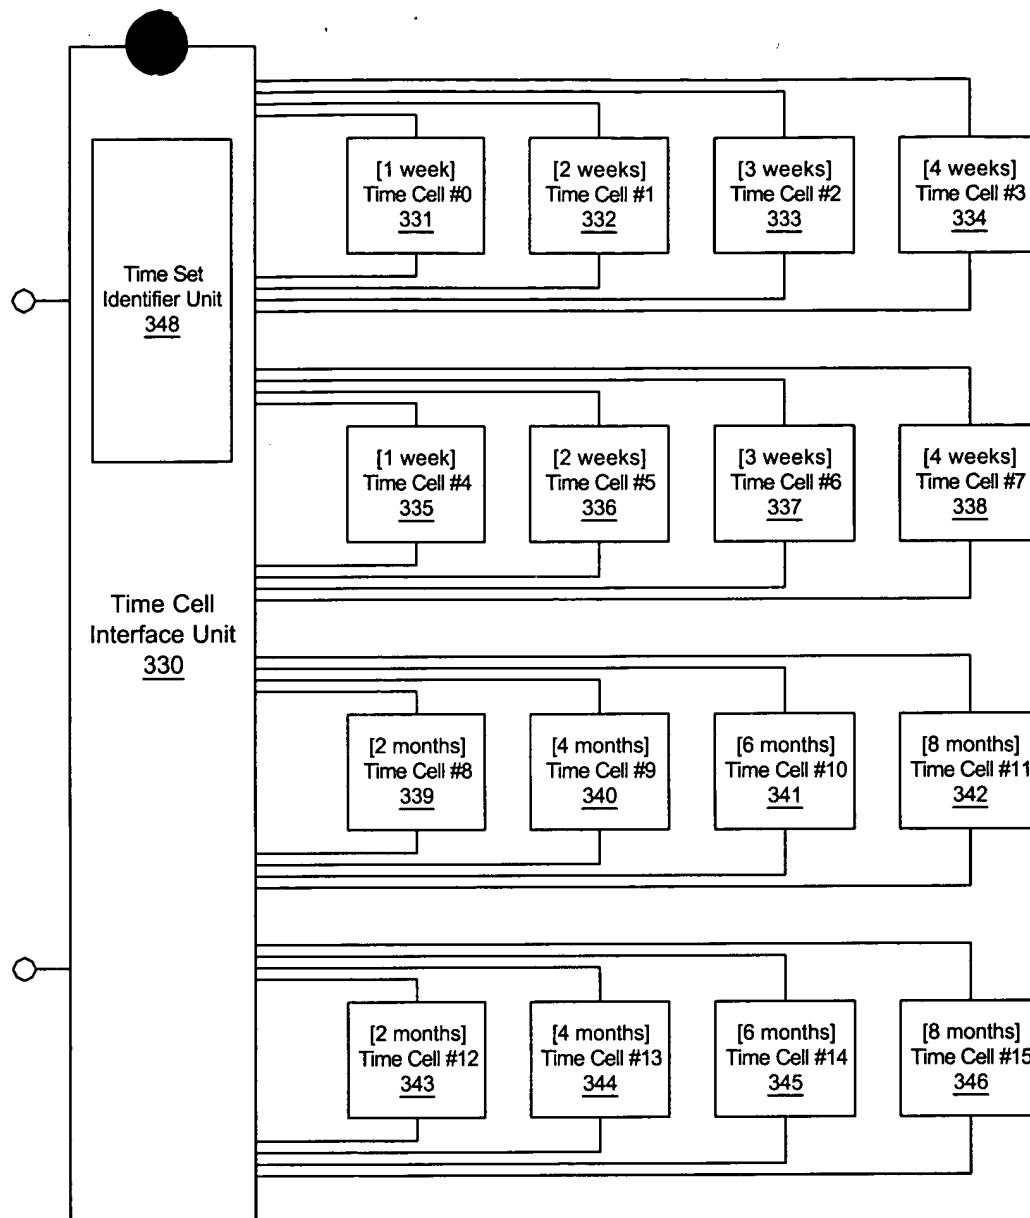 [1 week]
Time Cell #0
331
[2 weeks]
Time Cell #1
332
[3 weeks]
Time Cell #2
333
[4 weeks]
Time Cell #3
334
Time Set
Identifier Unit
348
[1 week]
Time Cell #4
335
[2 weeks]
Time Cell #5
336
[3 weeks]
Time Cell #6
337
[4 weeks]
Time Cell #7
338
Time Cell
Interface Unit
330
[2 months]
Time Cell #8
339
[4 months]
Time Cell #9
340
[6 months]
Time Cell #10
341
[8 months]
Time Cell #11
342
[2 months]
Time Cell #12
343
[4 months]
Time Cell #13
344
[6 months]
Time Cell #14
345
[8 months]
Time Cell #15
346